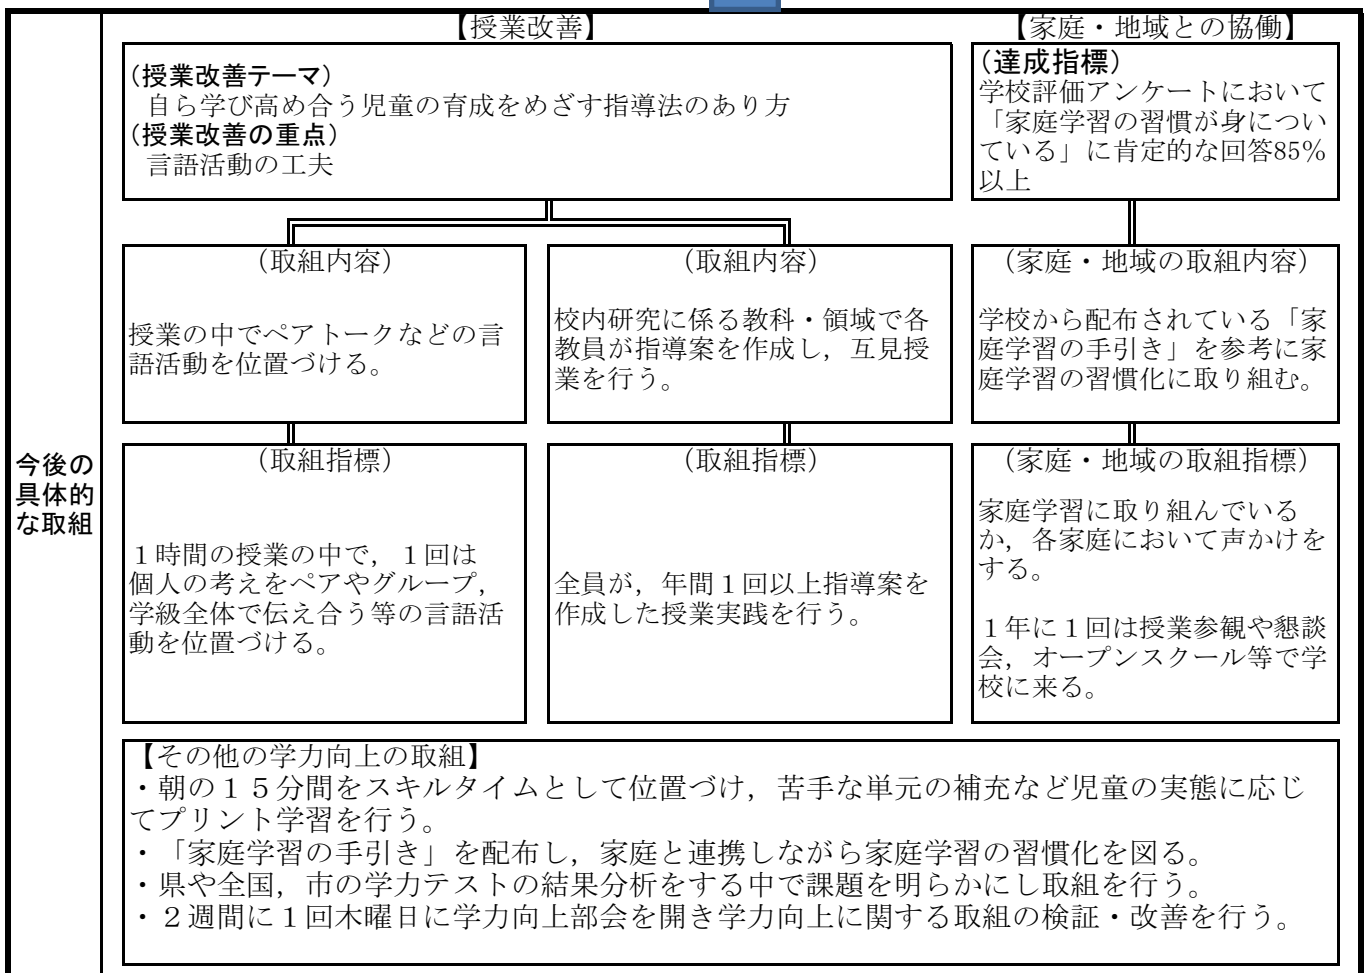 【授業改善】
(授業改善テーマ)
自ら学び高め合う児童の育成をめざす指導法のあり方
(授業改善の重点)
言語活動の工夫
【家庭・地域との協働】
(達成指標)
学校評価アンケートにおいて
「家庭学習の習慣が身につい
ている」に肯定的な回答85%
以上
(取組内容)
授業の中でペアトークなどの言
語活動を位置づける。
(取組内容)
校内研究に係る教科・領域で各
教員が指導案を作成し，互見授
業を行う。
(家庭・地域の取組内容)
学校から配布されている「家
庭学習の手引き」を参考に家
庭学習の習慣化に取り組む。
今後の
具体的
な取組
(取組指標)
１時間の授業の中で，１回は
個人の考えをペアやグループ，
学級全体で伝え合う等の言語活
動を位置づける。
(取組指標)
全員が，年間１回以上指導案を
作成した授業実践を行う。
(家庭・地域の取組指標)
家庭学習に取り組んでいる
か，各家庭において声かけを
する。
１年に１回は授業参観や懇談
会，オープンスクール等で学
校に来る。
【その他の学力向上の取組】
・朝の１５分間をスキルタイムとして位置づけ，苦手な単元の補充など児童の実態に応じ
てプリント学習を行う。
・「家庭学習の手引き」を配布し，家庭と連携しながら家庭学習の習慣化を図る。
・県や全国，市の学力テストの結果分析をする中で課題を明らかにし取組を行う。
・２週間に１回木曜日に学力向上部会を開き学力向上に関する取組の検証・改善を行う。